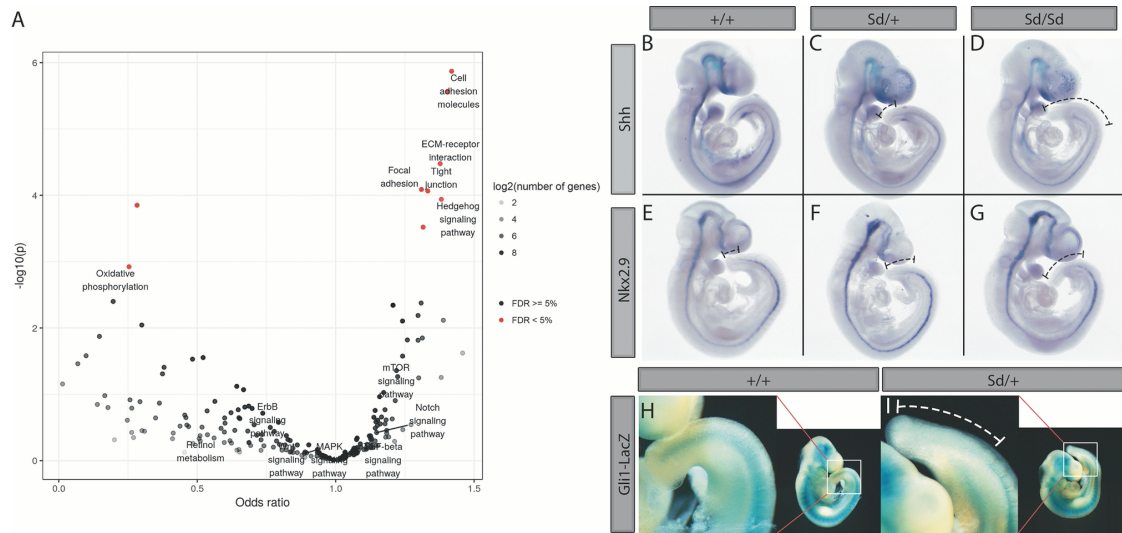 A
6
4
2
0
-log10(p)
0.0
0.5
1.0
1.5
Odds ratio
Cell
adhesion
molecules
ECM-receptor
interaction
Focal
adhesion
Tight
junction
Hedgehog
signaling
pathway
Oxidative
phosphorylation
mTOR
signaling
pathway
ErbB
signaling
pathway
Notch
signaling
pathway
Retinol
metabolism
signaling
pathway
MAPK
signaling
pathway
signaling
pathway
log2(number of genes)
2
4
6
8
FDR >= 5%
FDR < 5%
+/+
Sd/+
Sd/Sd
Shh
B
C
D
Nkx2.9
E
F
G
+/+
Sd/+
Gli1-LacZ
H
I